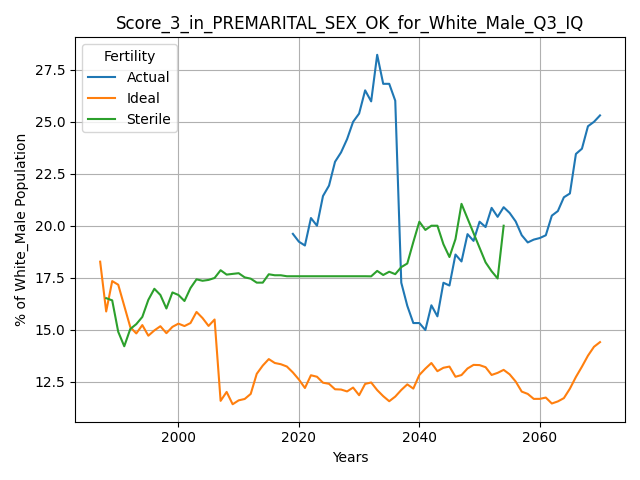 Score_3_in_PREMARITAL_SEX_OK_for_White_Male_Q3_IQ
Fertility
Actual
Ideal
Sterile
% of White_Male Population
27.5
25.0
22.5
20.0
17.5
15.0
12.5
2000
2020
2040
2060
Years